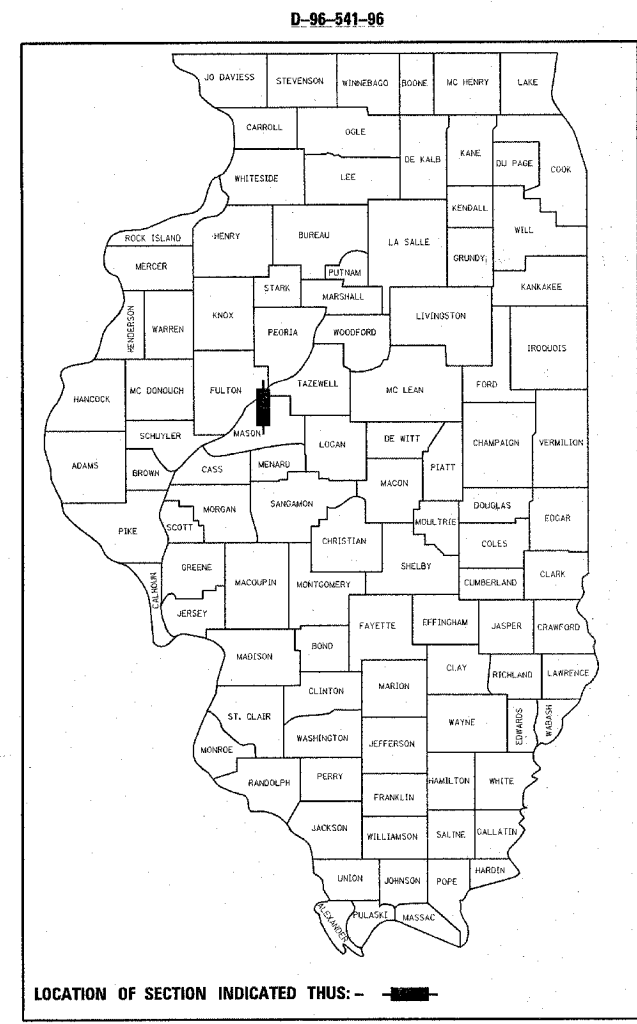 D-96-541-96
JO DAVIESS STEVENSON WINNEBAGO BOONE MC HENRY LAKE
CARROLL OGLE DE KALB KANE DU PAGE COOK
WHITESIDE LEE
KENDALL
ROCK ISLAND HENRY BUREAU LA SALLE GRUNDY WILL
MERCER PUTNAM
STARK MARSHALL KANKAKEE
HENDERSON WARREN KNOX PEORIA WOODFORD LIVINGSTON
IROQUOIS
HANCOCK MC DONOUGH FULTON TAZEWELL MC LEAN FORD
SCHUYLER MASON LOGAN DE WITT CHAMPAIGN VERMILION
ADAMS BROWN CASS MENARD MACON PIATT
MORGAN SANGAMON DOUGLAS EDGAR
PIKE SCOTT CHRISTIAN MOULTRIE COLES
CALHOUN GREENE MACOUPIN MONTGOMERY SHELBY CUMBERLAND CLARK
JERSEY
FAYETTE EFFINGHAM JASPER CRAWFORD
MADISON BOND
CLAY RICHLAND LAWRENCE
CLINTON MARION
ST. CLAIR WAYNE EDWARDS WABASH
MONROE WASHINGTON JEFFERSON
RANDOLPH PERRY HAMILTON WHITE
FRANKLIN
JACKSON WILLIAMSON SALINE GALLATIN
UNION JOHNSON POPE HARDIN
ALEXANDER PULASKI MASSAC
LOCATION OF SECTION INDICATED THUS:-